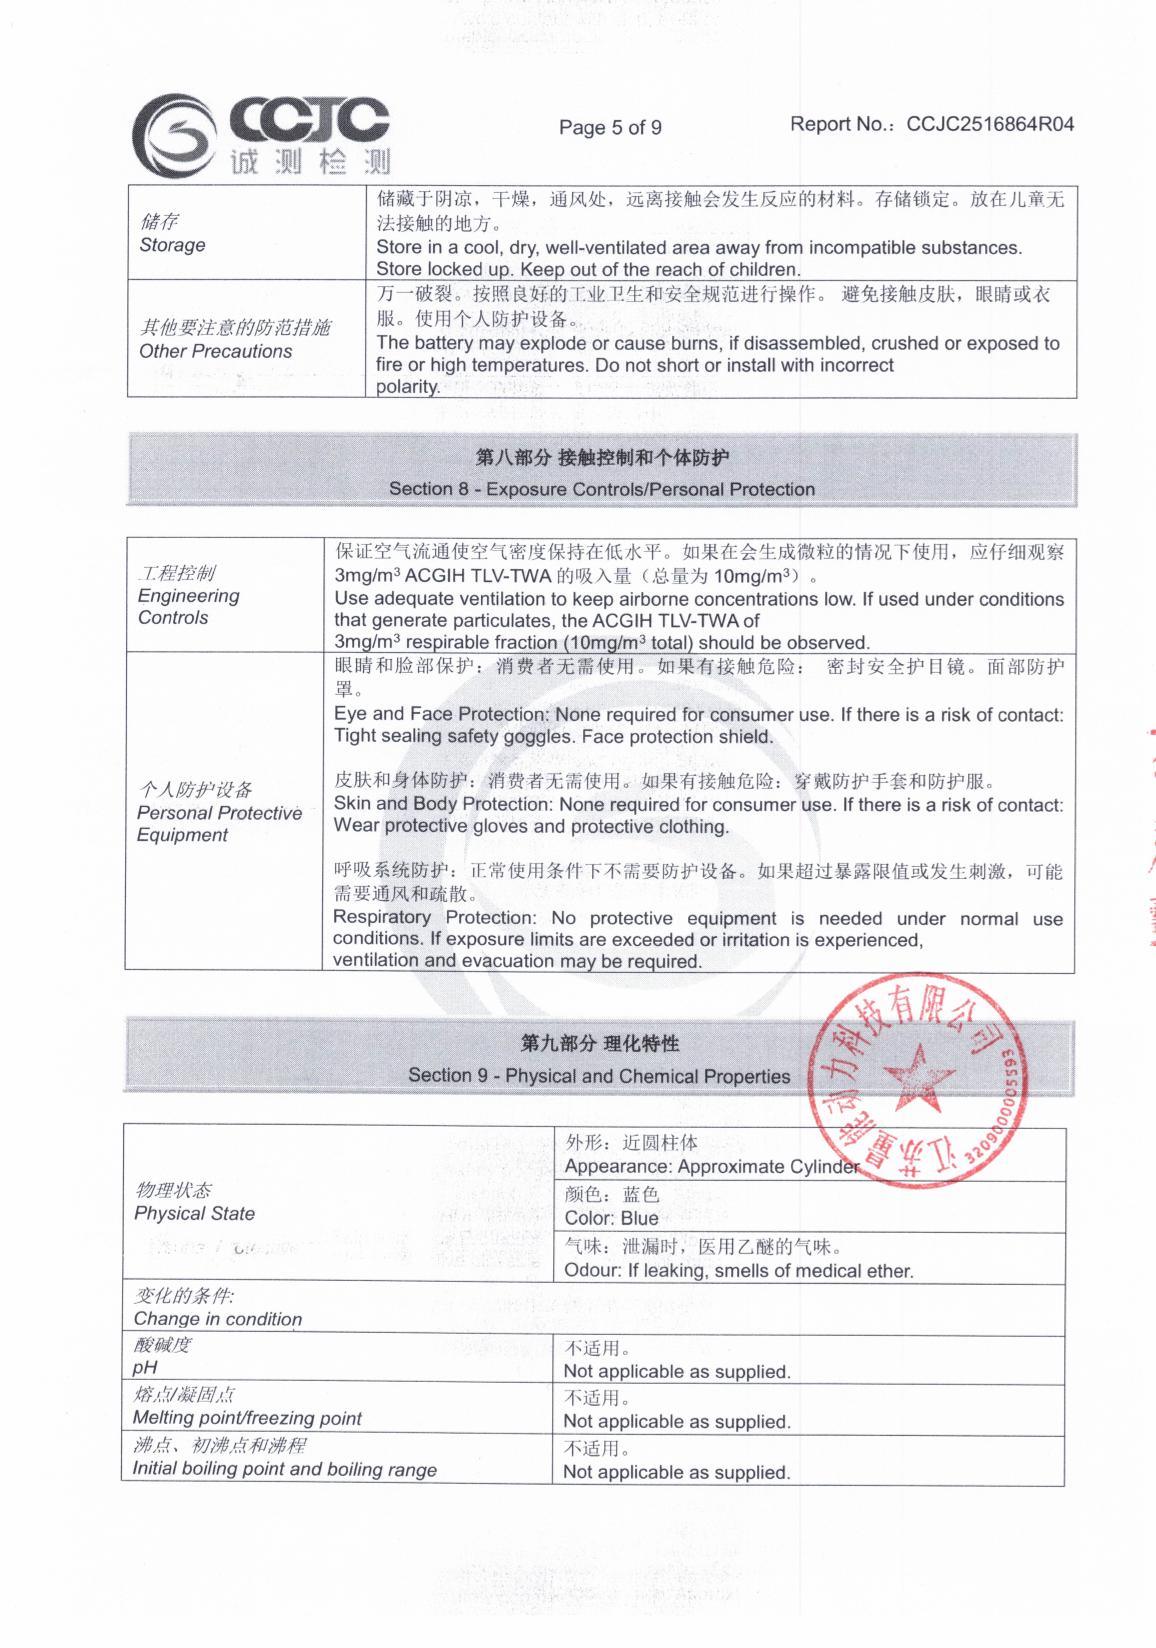 CCJC
诚测检测
Page 5 of 9
Report No.: CCJC2516864R04
储存
Storage
储藏于阴凉，干燥，通风处，远离接触会发生反应的材料。存储锁定。放在儿童无
法接触的地方。
Store in a cool, dry, well-ventilated area away from incompatible substances.
Store locked up. Keep out of the reach of children.
其他要注意的防范措施
Other Precautions
万一破裂。按照良好的工业卫生和安全规范进行操作。 避免接触皮肤，眼睛或衣
服。使用个人防护设备。
The battery may explode or cause burns, if disassembled, crushed or exposed to
fire or high temperatures. Do not short or install with incorrect
polarity.
第八部分 接触控制和个体防护
Section 8 - Exposure Controls/Personal Protection
工程控制
Engineering
Controls
保证空气流通使空气密度保持在低水平。如果在会生成微粒的情况下使用，应仔细观察
3mg/m³ ACGIH TLV-TWA 的吸入量（总量为 10mg/m³）。
Use adequate ventilation to keep airborne concentrations low. If used under conditions
that generate particulates, the ACGIH TLV-TWA of
3mg/m³ respirable fraction (10mg/m³ total) should be observed.
个人防护设备
Personal Protective
Equipment
眼睛和脸部保护：消费者无需使用。如果有接触危险： 密封安全护目镜。面部防护
罩。
Eye and Face Protection: None required for consumer use. If there is a risk of contact:
Tight sealing safety goggles. Face protection shield.
皮肤和身体防护：消费者无需使用。如果有接触危险：穿戴防护手套和防护服。
Skin and Body Protection: None required for consumer use. If there is a risk of contact:
Wear protective gloves and protective clothing.
呼吸系统防护：正常使用条件下不需要防护设备。如果超过暴露限值或发生刺激，可能
需要通风和疏散。
Respiratory Protection: No protective equipment is needed under normal use
conditions. If exposure limits are exceeded or irritation is experienced,
ventilation and evacuation may be required.
第九部分 理化特性
Section 9 - Physical and Chemical Properties
江苏量能动力科技有限公司
3209000005593
物理状态
Physical State
外形：近圆柱体
Appearance: Approximate Cylinder
颜色：蓝色
Color: Blue
气味：泄漏时，医用乙醚的气味。
Odour: If leaking, smells of medical ether.
变化的条件:
Change in condition
酸碱度
pH
不适用。
Not applicable as supplied.
熔点/凝固点
Melting point/freezing point
不适用。
Not applicable as supplied.
沸点、初沸点和沸程
Initial boiling point and boiling range
不适用。
Not applicable as supplied.